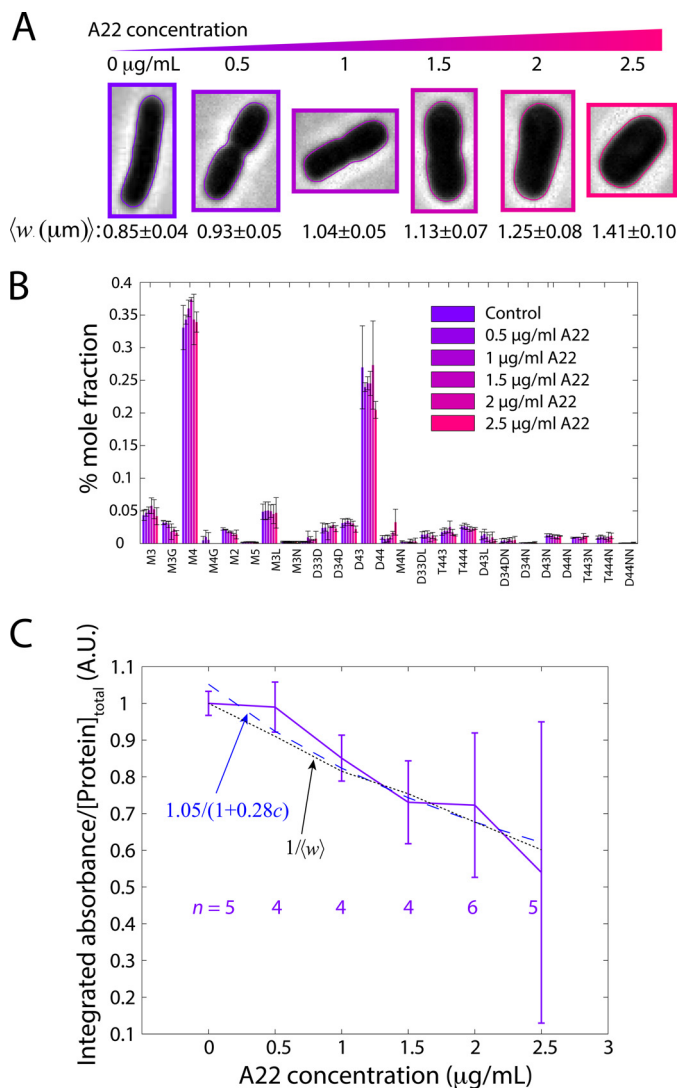 A
A22 concentration
0 μg/mL 0.5 1 1.5 2 2.5
⟨w (μm)⟩: 0.85±0.04 0.93±0.05 1.04±0.05 1.13±0.07 1.25±0.08 1.41±0.10
B
% mole fraction
0.4
0.35
0.3
0.25
0.2
0.15
0.1
0.05
0
Control
0.5 μg/ml A22
1 μg/ml A22
1.5 μg/ml A22
2 μg/ml A22
2.5 μg/ml A22
M3 M3G M4 M4G M2 M5 M3L M3N D33D D34D D43 D44 M4N D33DL T443 T444 D43L D34DN D34N D43N D44N T443N T444N D44NN
C
Integrated absorbance/[Protein]total (A.U.)
1.1
1
0.9
0.8
0.7
0.6
0.5
0.4
0.3
0.2
0.1
1.05/(1+0.28c)
1/⟨w⟩
n = 5 4 4 4 6 5
0 0.5 1 1.5 2 2.5 3
A22 concentration (μg/mL)